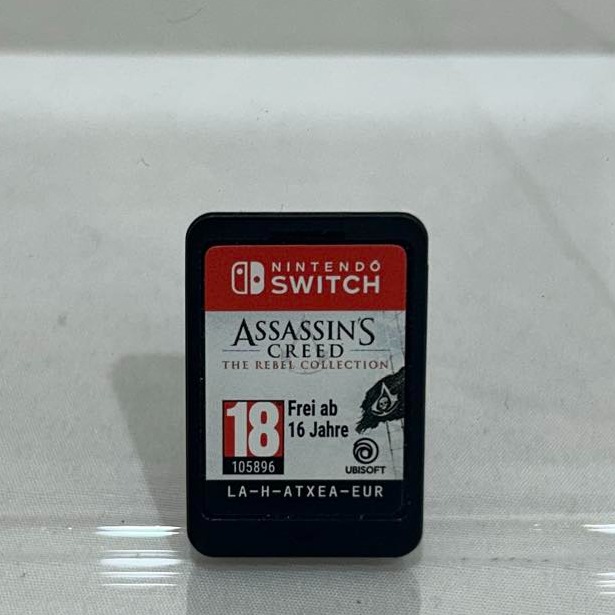 NINTENDO
SWITCH
ASSASSIN'S
CREED
THE REBEL COLLECTION
18
Frei ab
16 Jahre
105896
UBISOFT
LA-H-ATXEA-EUR